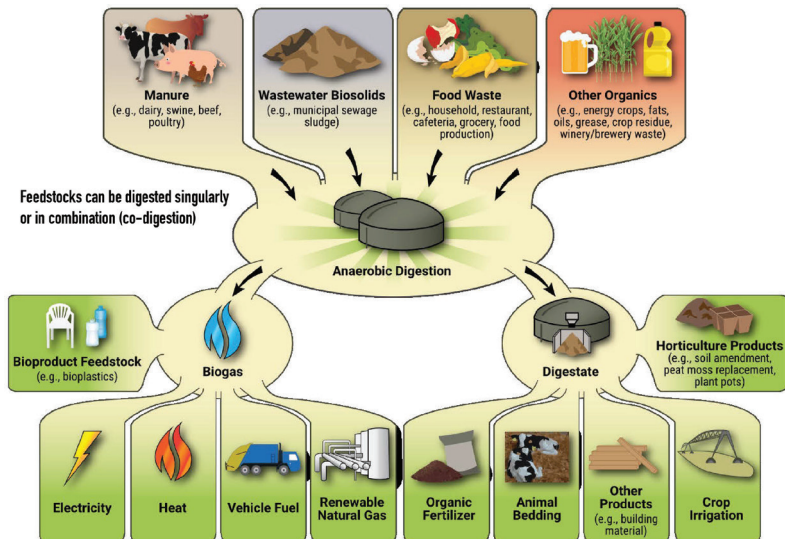 Manure
(e.g., dairy, swine, beef,
poultry)
Wastewater Biosolids
(e.g., municipal sewage
sludge)
Food Waste
(e.g., household, restaurant,
cafeteria, grocery, food
production)
Other Organics
(e.g., energy crops, fats,
oils, grease, crop residue,
winery/brewery waste)
Feedstocks can be digested singularly
or in combination (co-digestion)
Anaerobic Digestion
Bioproduct Feedstock
(e.g., bioplastics)
Biogas
Digestate
Horticulture Products
(e.g., soil amendment,
peat moss replacement,
plant pots)
Electricity
Heat
Vehicle Fuel
Renewable
Natural Gas
Organic
Fertilizer
Animal
Bedding
Other
Products
(e.g., building
material)
Crop
Irrigation